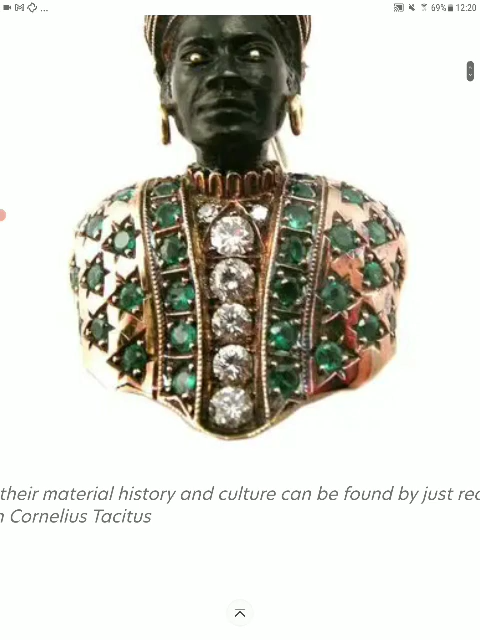 69% 12:20
their material history and culture can be found by just
Cornelius Tacitus